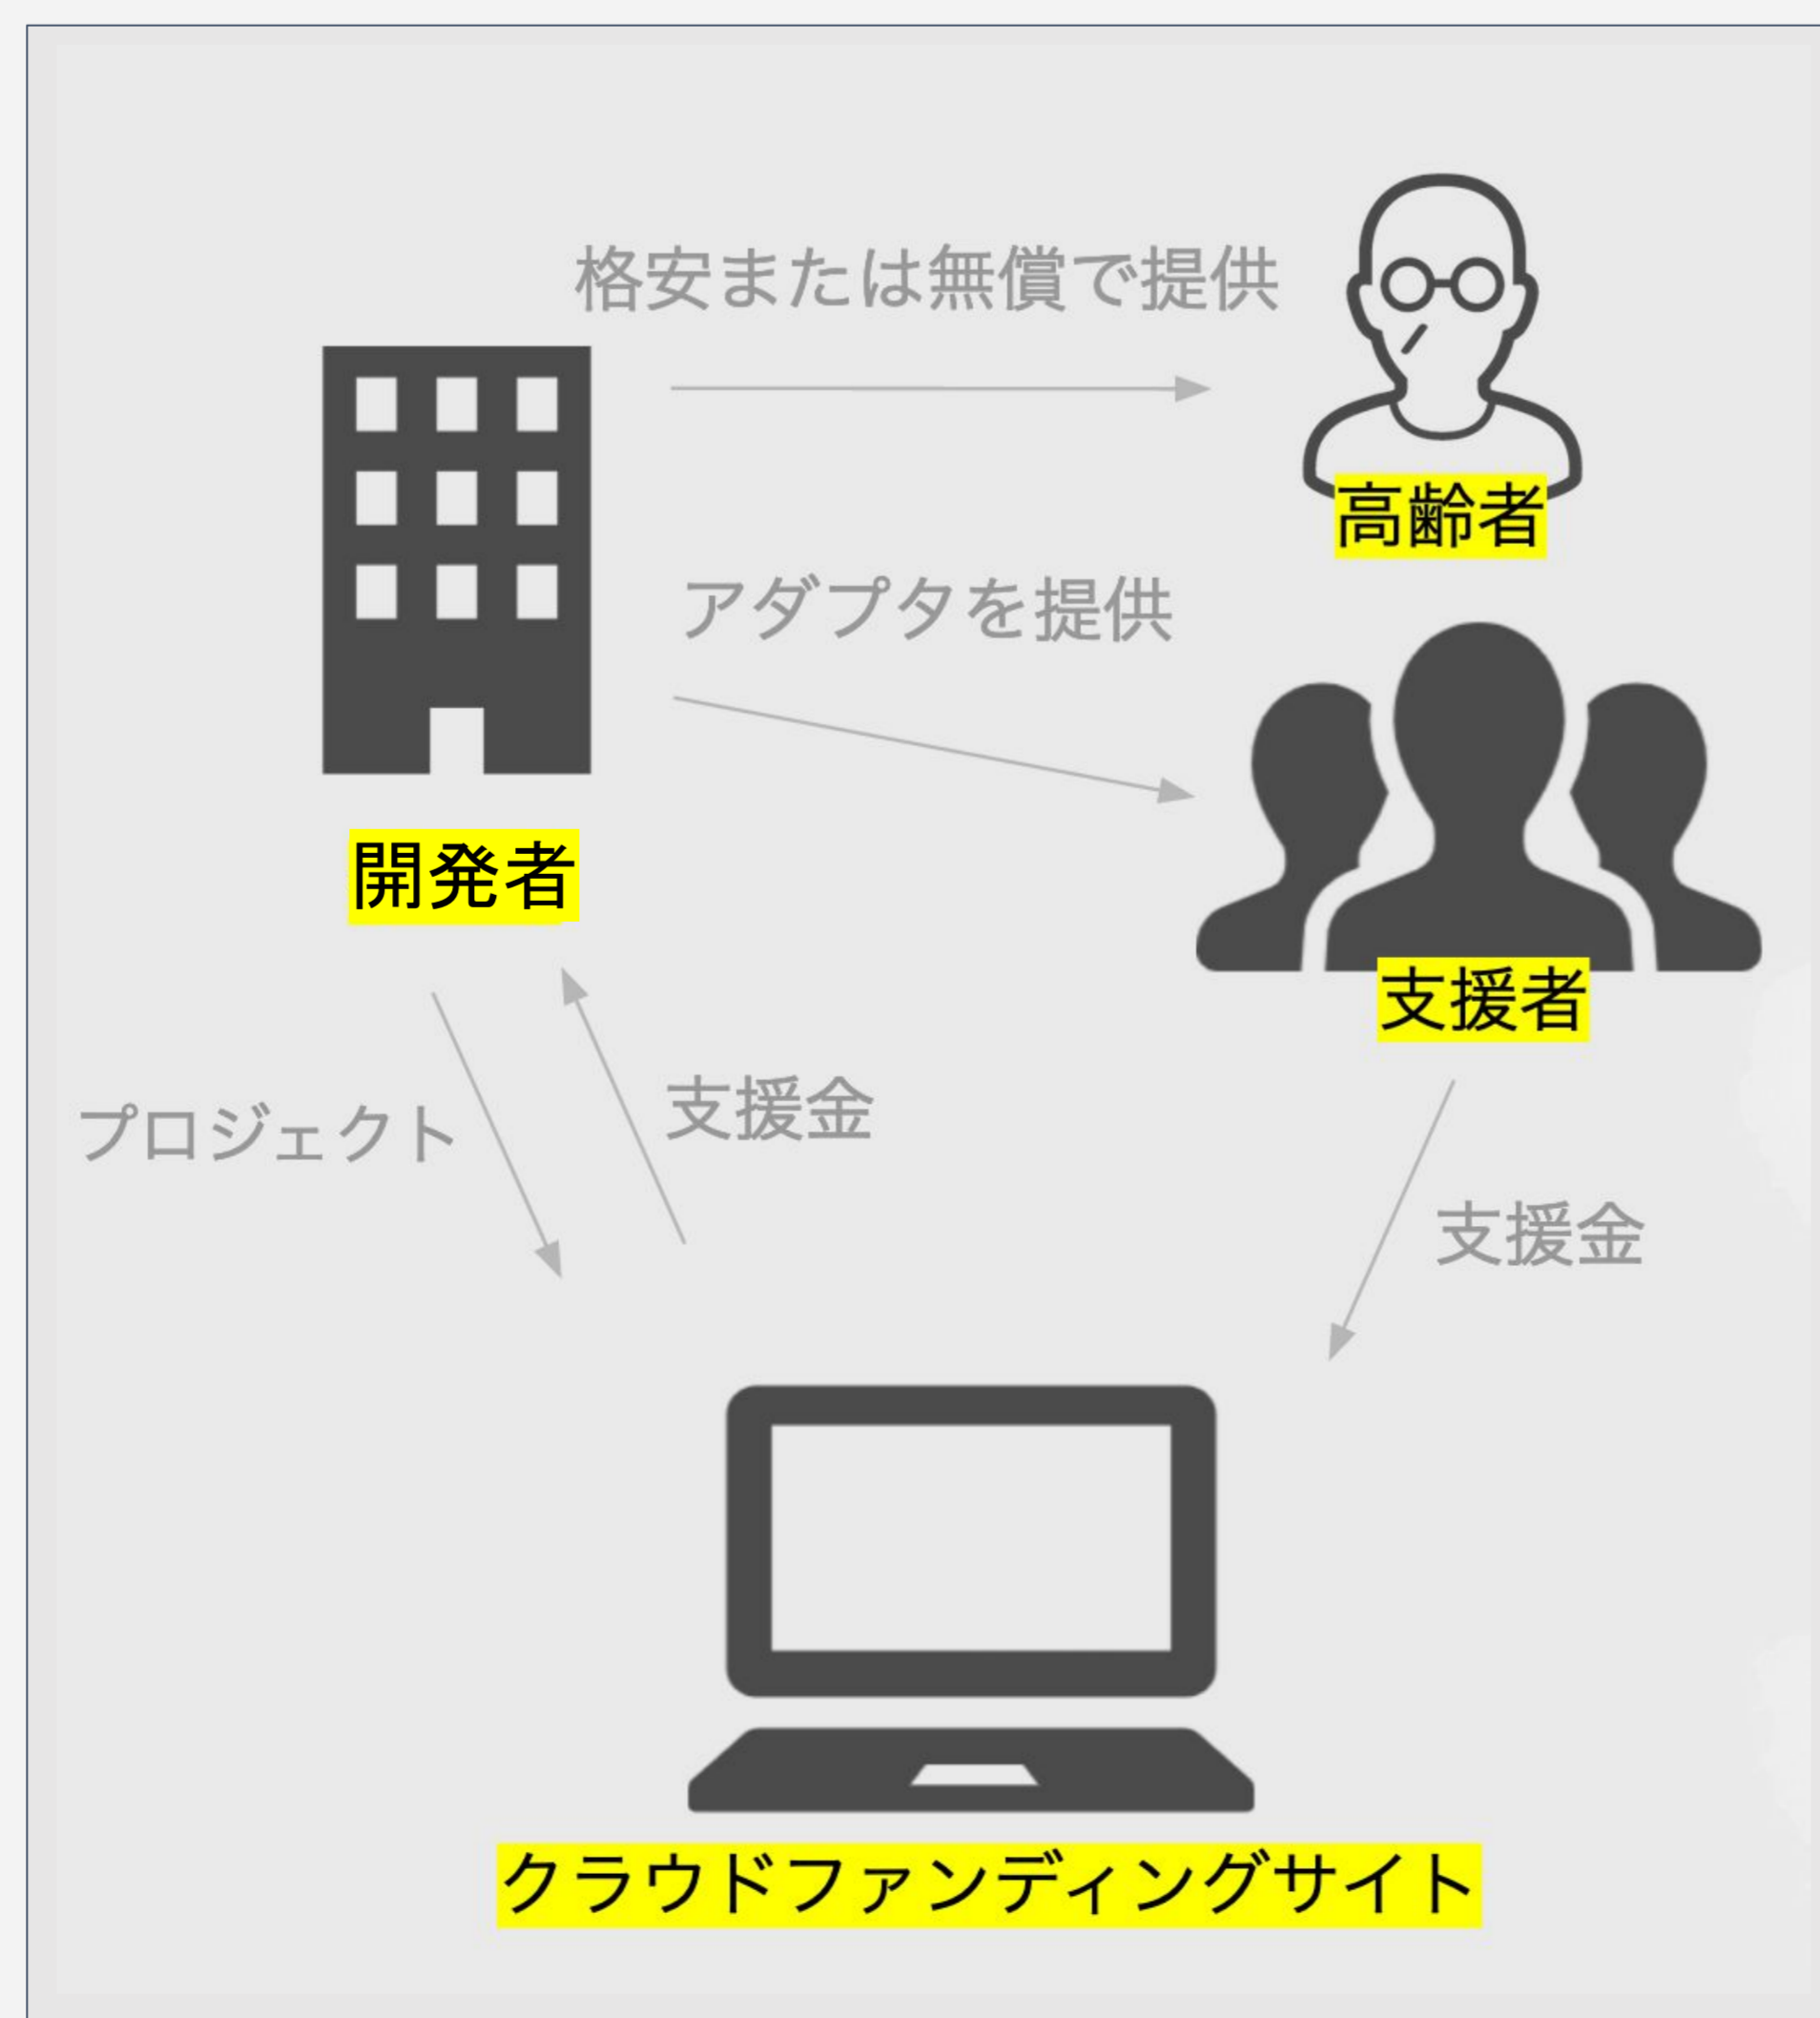 格安または無償で提供
高齢者
アダプタを提供
開発者
支援者
プロジェクト
支援金
支援金
クラウドファンディングサイト